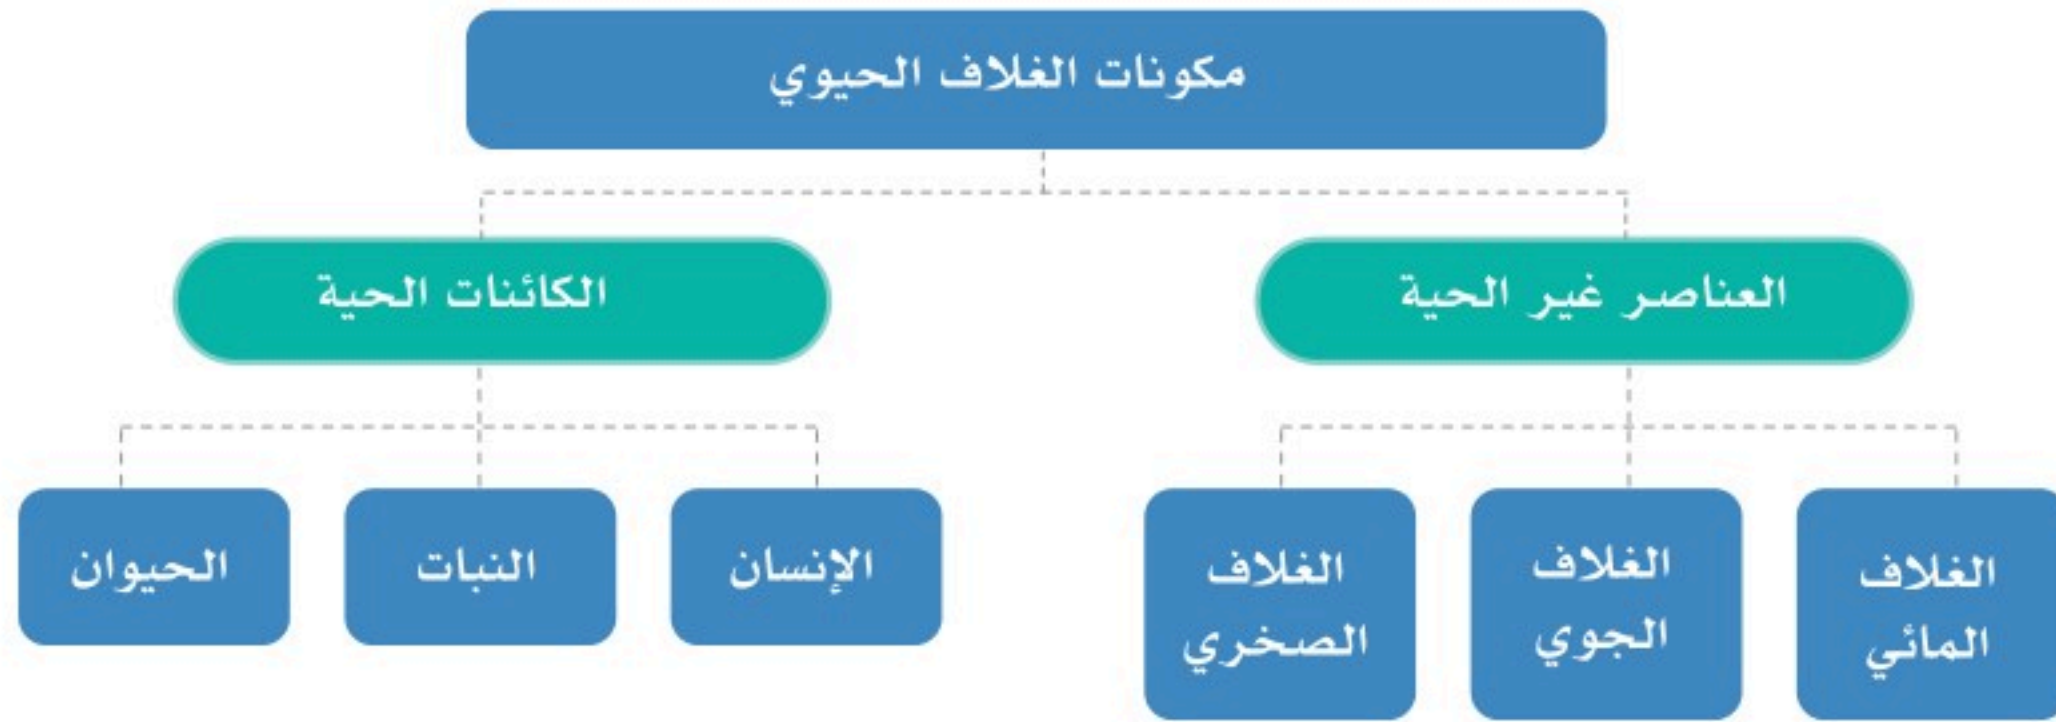 مكونات الغلاف الحيوي
العناصر غير الحية
الكائنات الحية
الغلاف
المائي
الغلاف
الجوي
الغلاف
الصخري
الإنسان
النبات
الحيوان